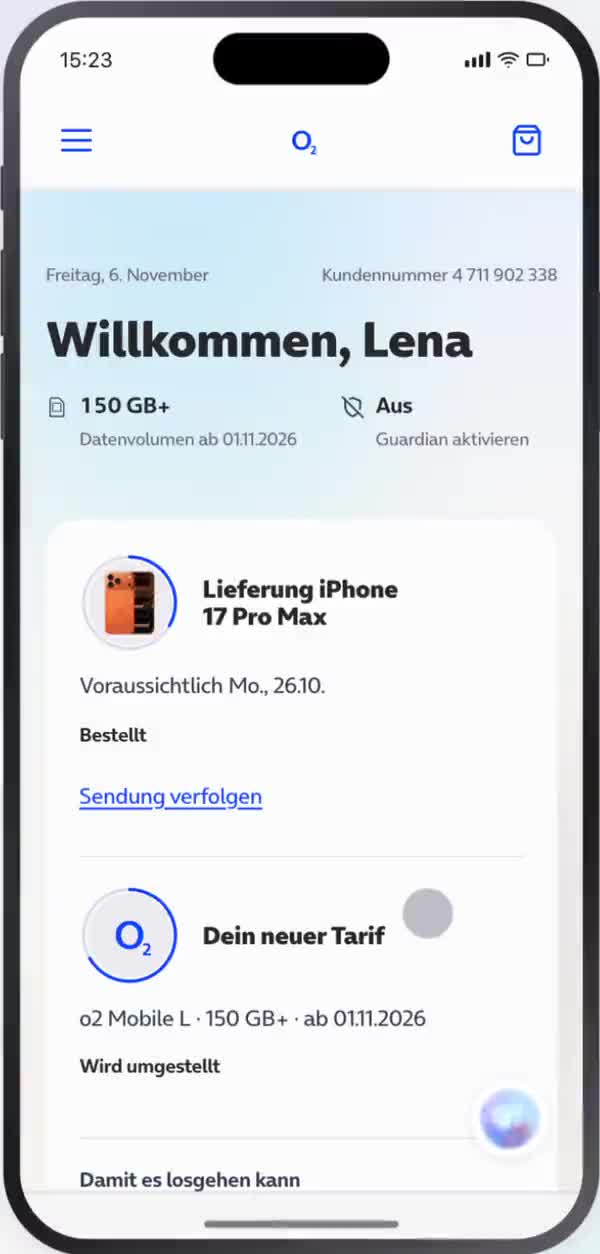 15:23
O2
Freitag, 6. November Kundennummer 4 711 902 338
Willkommen, Lena
150 GB+ Aus
Datenvolumen ab 01.11.2026 Guardian aktivieren
Lieferung iPhone
17 Pro Max
Voraussichtlich Mo., 26.10.
Bestellt
Sendung verfolgen
O2
Dein neuer Tarif
o2 Mobile L · 150 GB+ · ab 01.11.2026
Wird umgestellt
Damit es losgehen kann